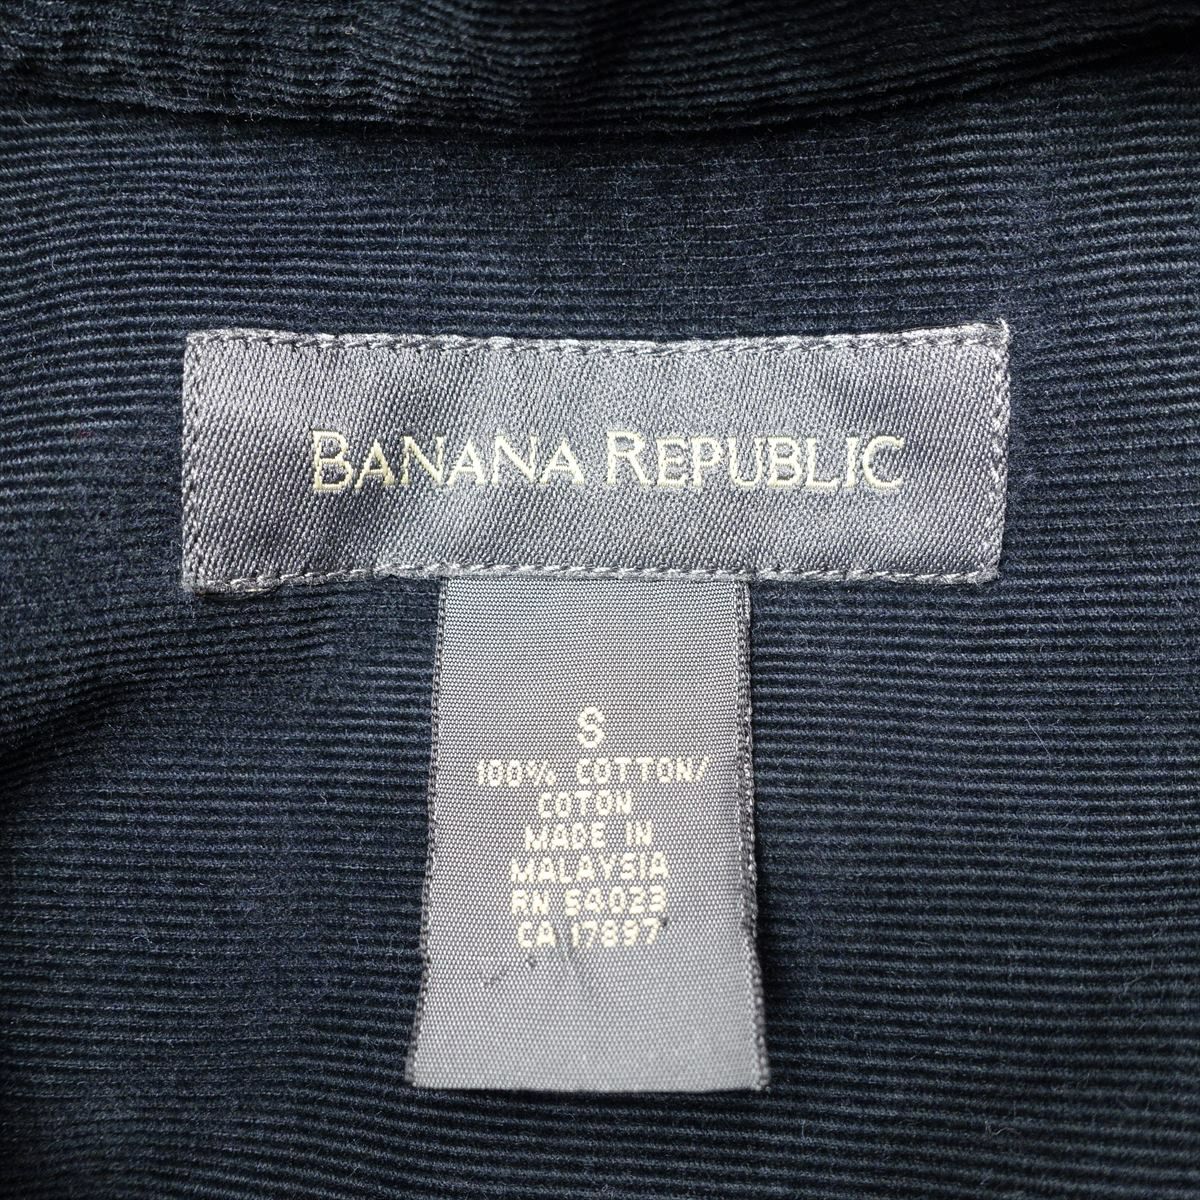 BANANA REPUBLIC
S
100% COTTON/
COTON
MADE IN
MALAYSIA
RN 54023
CA 17897